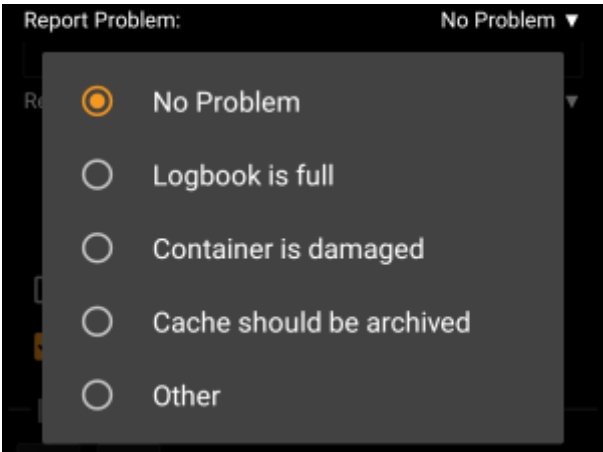 Report Problem: No Problem ▼
No Problem
Logbook is full
Container is damaged
Cache should be archived
Other